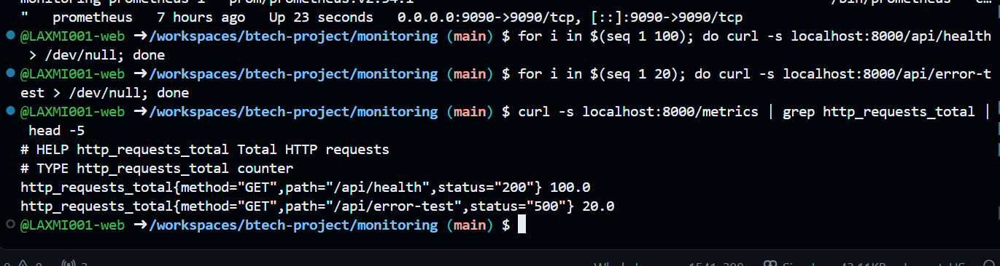 "   prometheus   7 hours ago   Up 23 seconds   0.0.0.0:9090->9090/tcp, [::]:9090->9090/tcp
@LAXMI001-web ➜/workspaces/btech-project/monitoring (main) $ for i in $(seq 1 100); do curl -s localhost:8000/api/health
 > /dev/null; done
@LAXMI001-web ➜/workspaces/btech-project/monitoring (main) $ for i in $(seq 1 20); do curl -s localhost:8000/api/error-t
est > /dev/null; done
@LAXMI001-web ➜/workspaces/btech-project/monitoring (main) $ curl -s localhost:8000/metrics | grep http_requests_total |
 head -5
# HELP http_requests_total Total HTTP requests
# TYPE http_requests_total counter
http_requests_total{method="GET",path="/api/health",status="200"} 100.0
http_requests_total{method="GET",path="/api/error-test",status="500"} 20.0
@LAXMI001-web ➜/workspaces/btech-project/monitoring (main) $